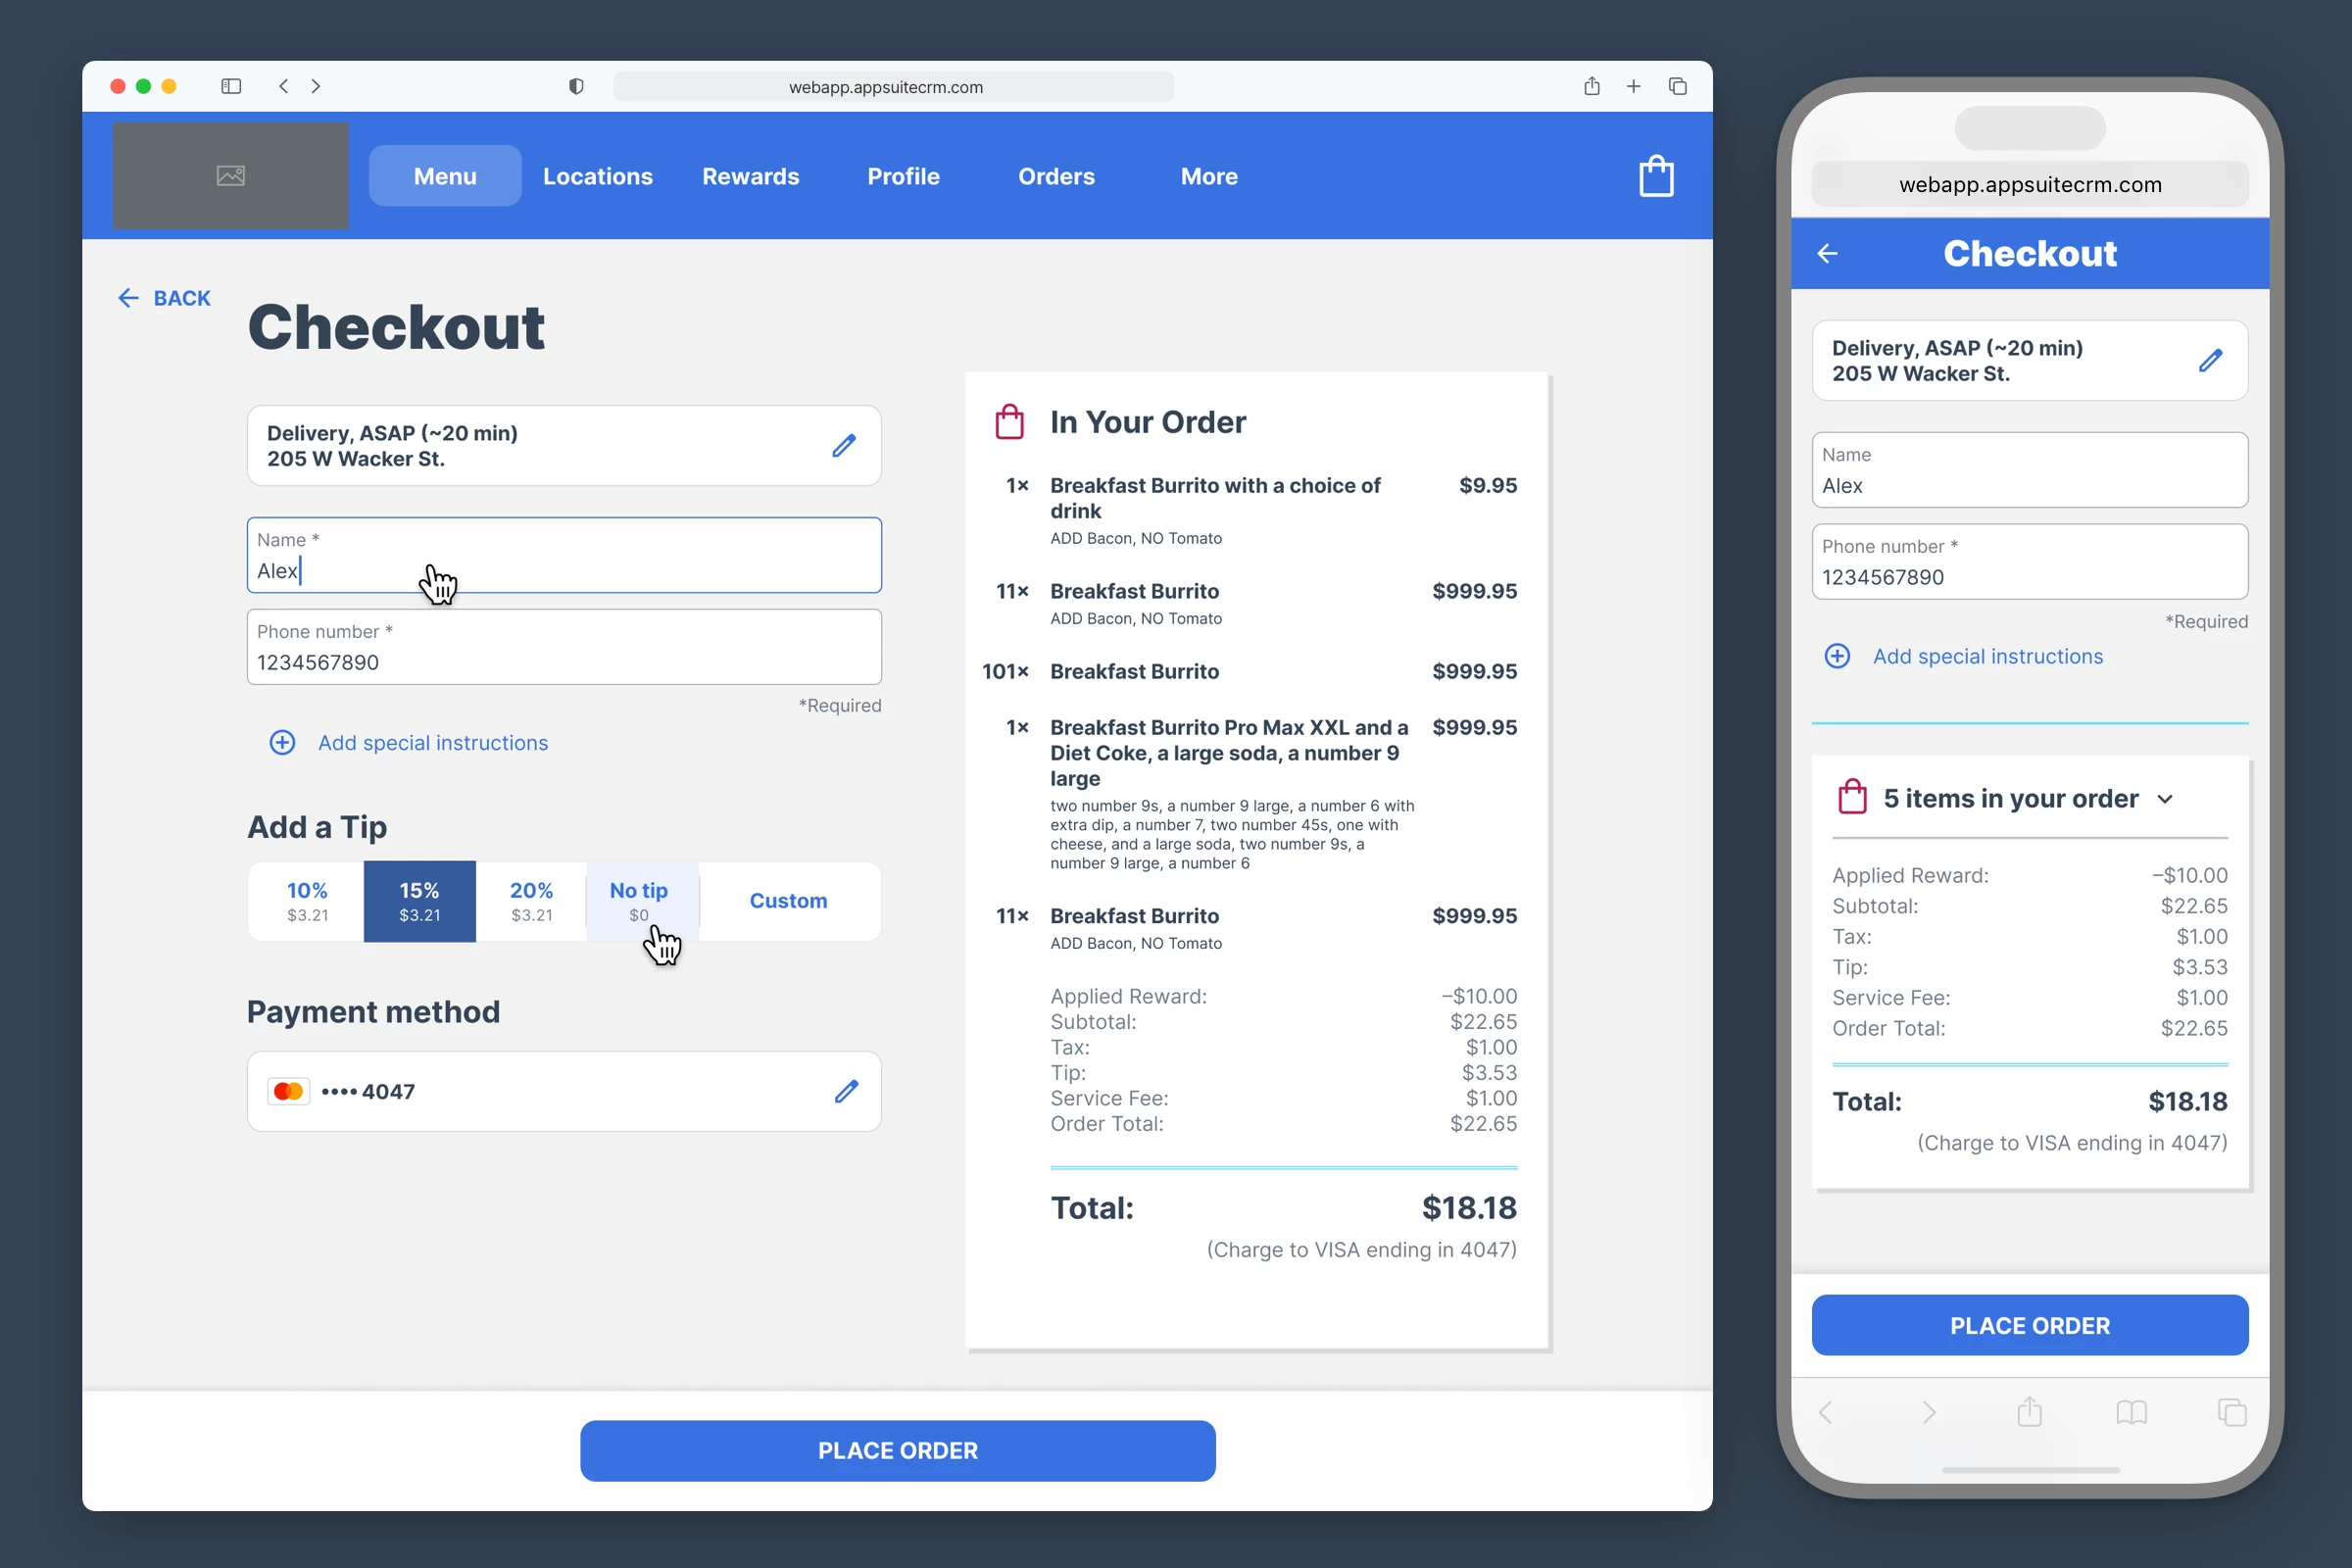 webapp.appsuitecrm.com
Menu Locations Rewards Profile Orders More
BACK
Checkout
Delivery, ASAP (~20 min)
205 W Wacker St.
Name *
Alex
Phone number *
1234567890
*Required
Add special instructions
Add a Tip
10% 15% 20% No tip Custom
$3.21 $3.21 $3.21 $0
Payment method
•••• 4047
In Your Order
1× Breakfast Burrito with a choice of $9.95
drink
ADD Bacon, NO Tomato
11× Breakfast Burrito $999.95
ADD Bacon, NO Tomato
101× Breakfast Burrito $999.95
1× Breakfast Burrito Pro Max XXL and a $999.95
Diet Coke, a large soda, a number 9
large
two number 9s, a number 9 large, a number 6 with
extra dip, a number 7, two number 45s, one with
cheese, and a large soda, two number 9s, a
number 9 large, a number 6
11× Breakfast Burrito $999.95
ADD Bacon, NO Tomato
Applied Reward: –$10.00
Subtotal: $22.65
Tax: $1.00
Tip: $3.53
Service Fee: $1.00
Order Total: $22.65
Total: $18.18
(Charge to VISA ending in 4047)
PLACE ORDER
webapp.appsuitecrm.com
Checkout
Delivery, ASAP (~20 min)
205 W Wacker St.
Name
Alex
Phone number *
1234567890
*Required
Add special instructions
5 items in your order
Applied Reward: –$10.00
Subtotal: $22.65
Tax: $1.00
Tip: $3.53
Service Fee: $1.00
Order Total: $22.65
Total: $18.18
(Charge to VISA ending in 4047)
PLACE ORDER